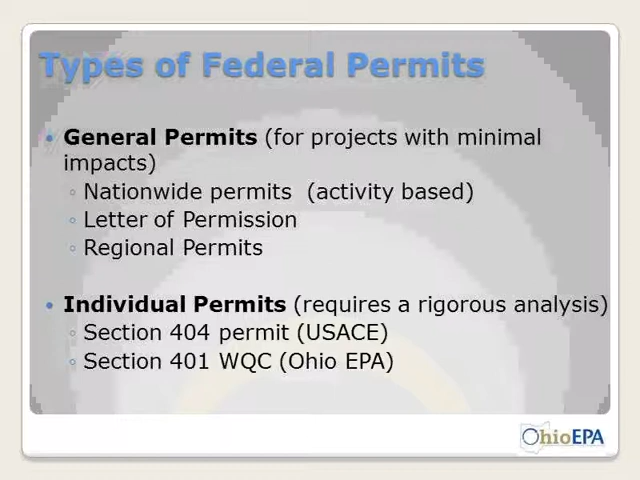 Types of Federal Permits
• General Permits (for projects with minimal
impacts)
◦ Nationwide permits (activity based)
◦ Letter of Permission
◦ Regional Permits
• Individual Permits (requires a rigorous analysis)
◦ Section 404 permit (USACE)
◦ Section 401 WQC (Ohio EPA)
OhioEPA